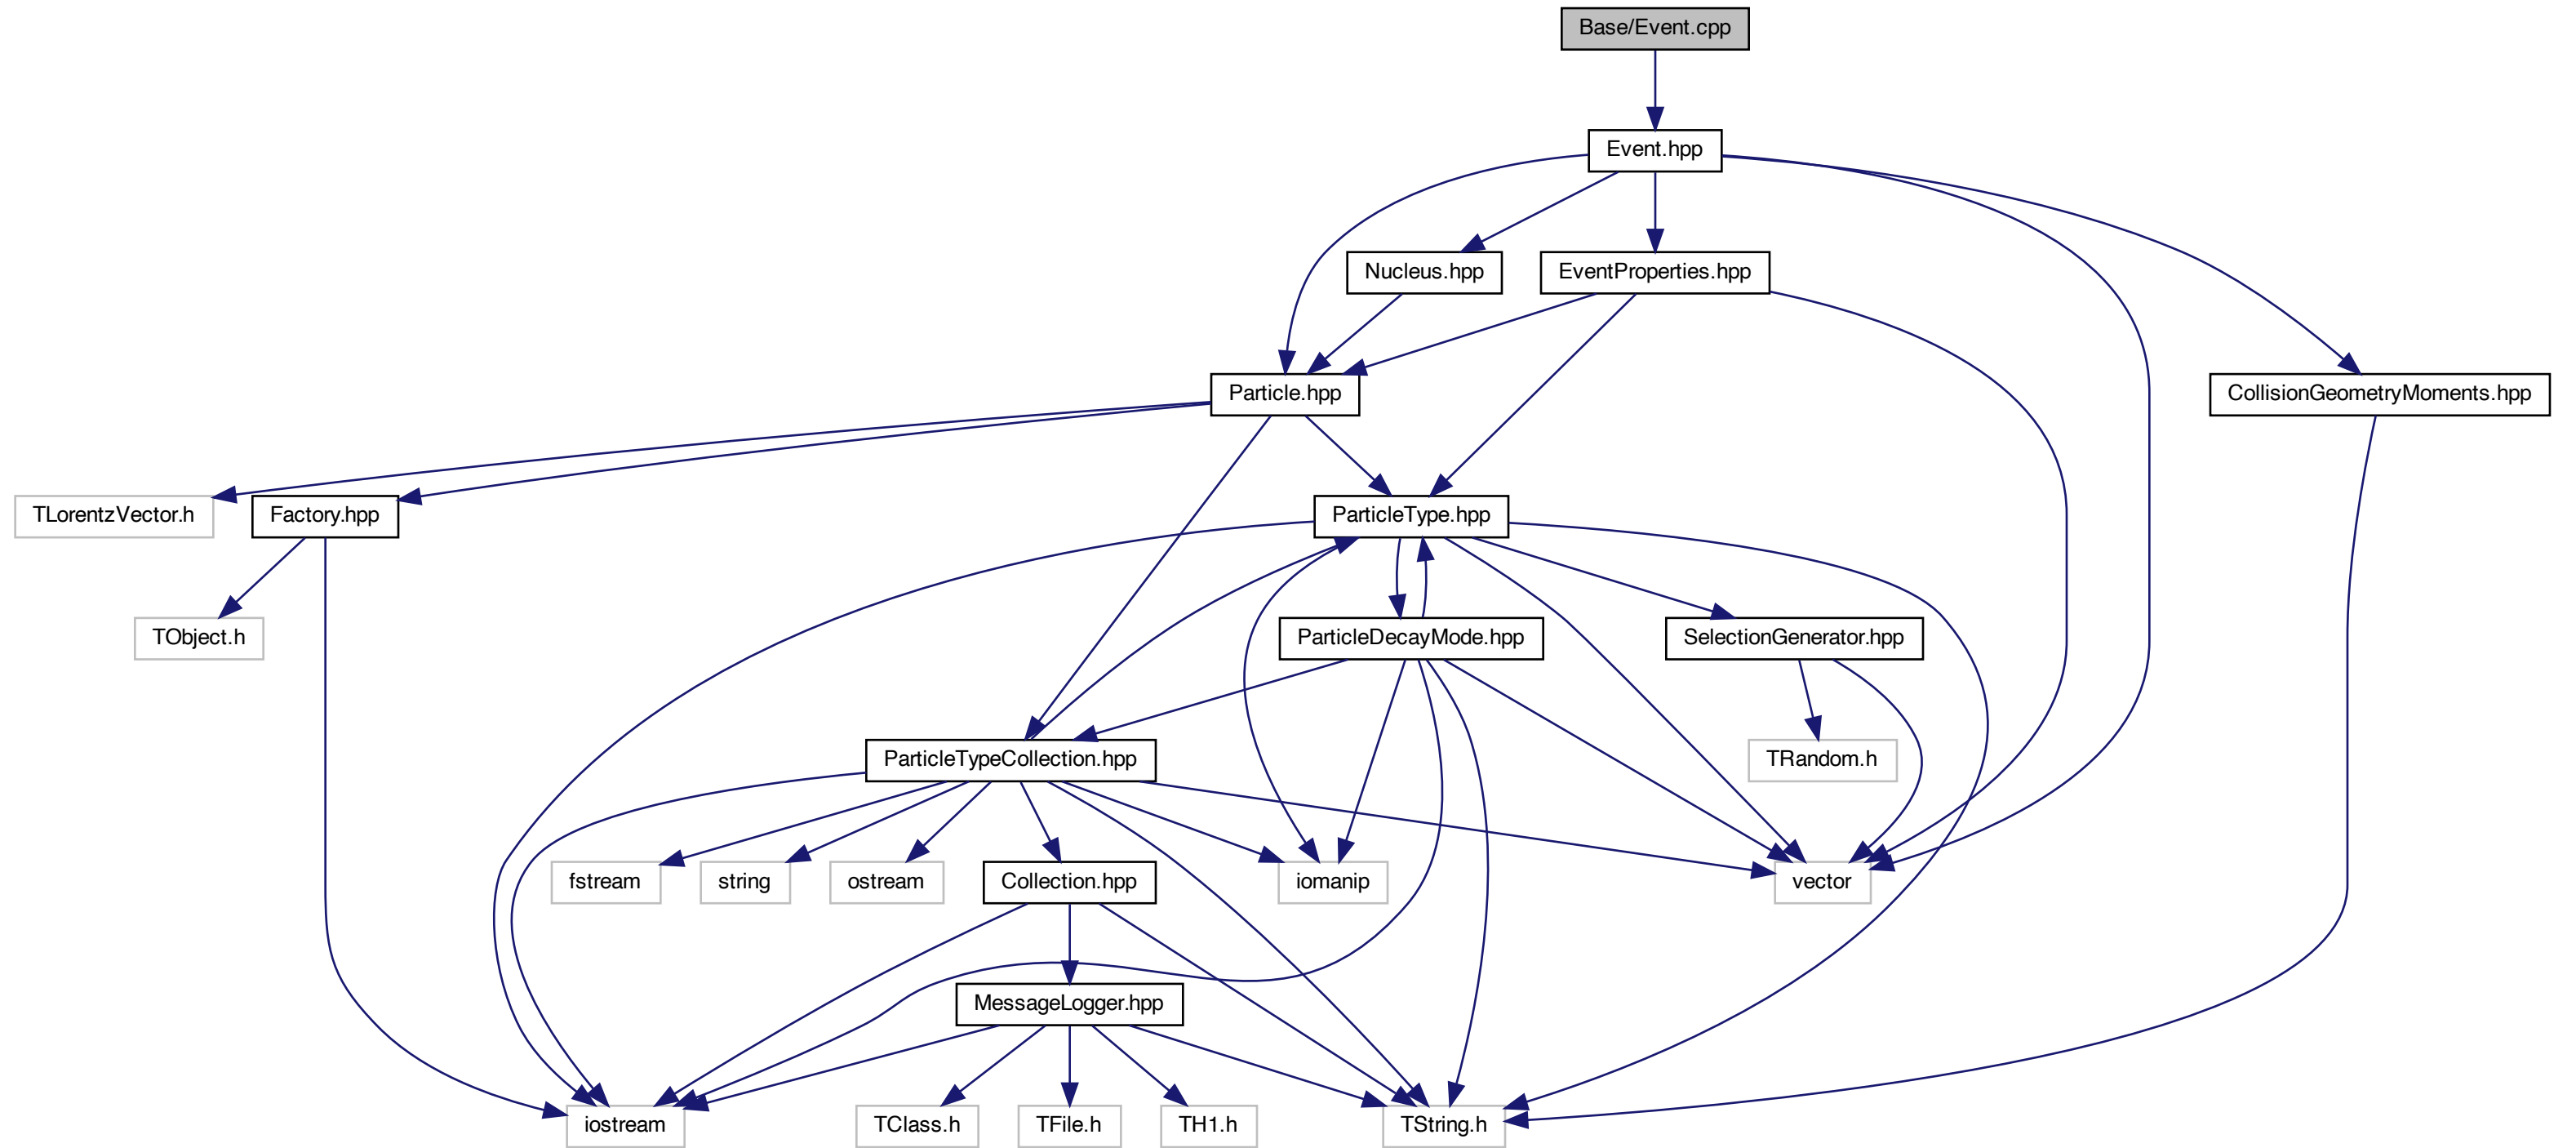 Base/Event.cpp
Event.hpp
Nucleus.hpp
EventProperties.hpp
Particle.hpp
CollisionGeometryMoments.hpp
TLorentzVector.h
Factory.hpp
ParticleType.hpp
TObject.h
ParticleDecayMode.hpp
SelectionGenerator.hpp
ParticleTypeCollection.hpp
TRandom.h
fstream
string
ostream
Collection.hpp
iomanip
vector
MessageLogger.hpp
iostream
TClass.h
TFile.h
TH1.h
TString.h